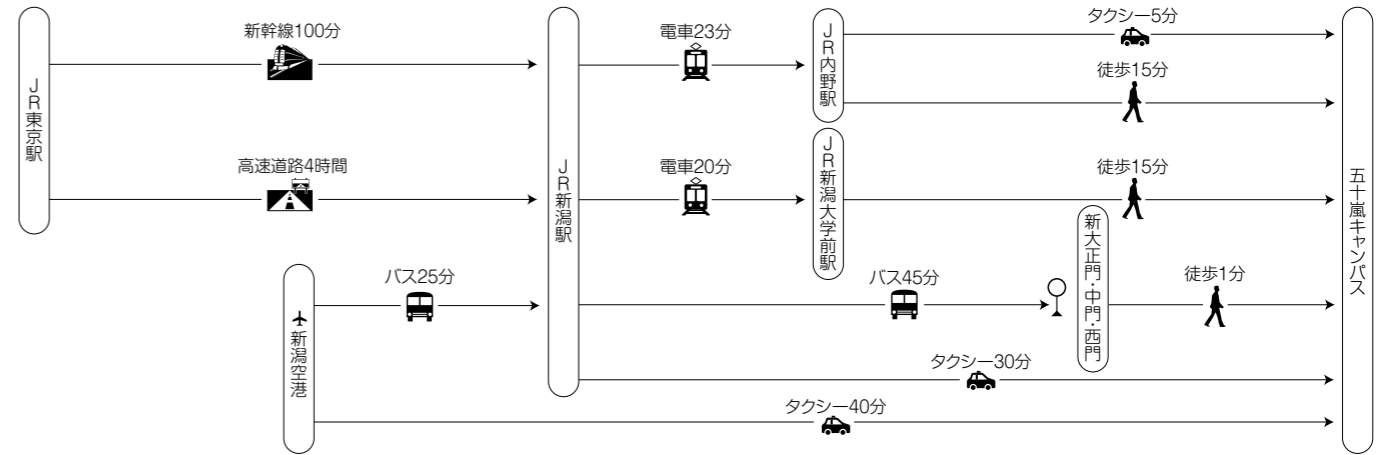 JR東京駅
新幹線100分
高速道路4時間
新潟空港
バス25分
JR新潟駅
電車23分
JR内野駅
タクシー5分
徒歩15分
電車20分
JR新潟大学前駅
徒歩15分
バス45分
新大正門・中門・西門
徒歩1分
タクシー30分
タクシー40分
五十嵐キャンパス